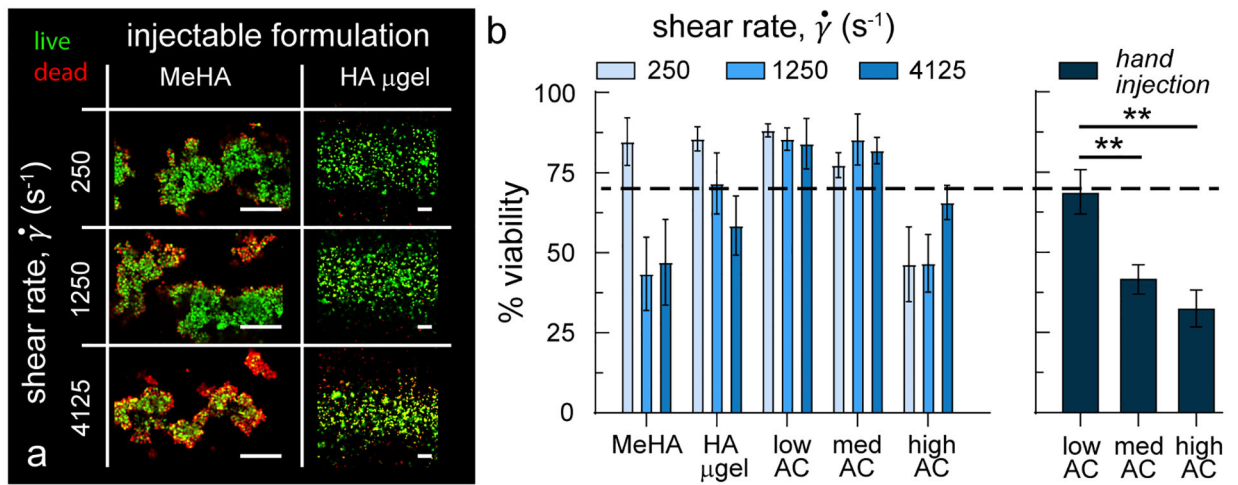 live
dead
injectable formulation
MeHA
HA µgel
shear rate, γ̇ (s⁻¹)
250
1250
4125
a
b
shear rate, γ̇ (s⁻¹)
250
1250
4125
hand
injection
% viability
100
75
50
25
0
**
**
MeHA
HA
µgel
low
AC
med
AC
high
AC
low
AC
med
AC
high
AC